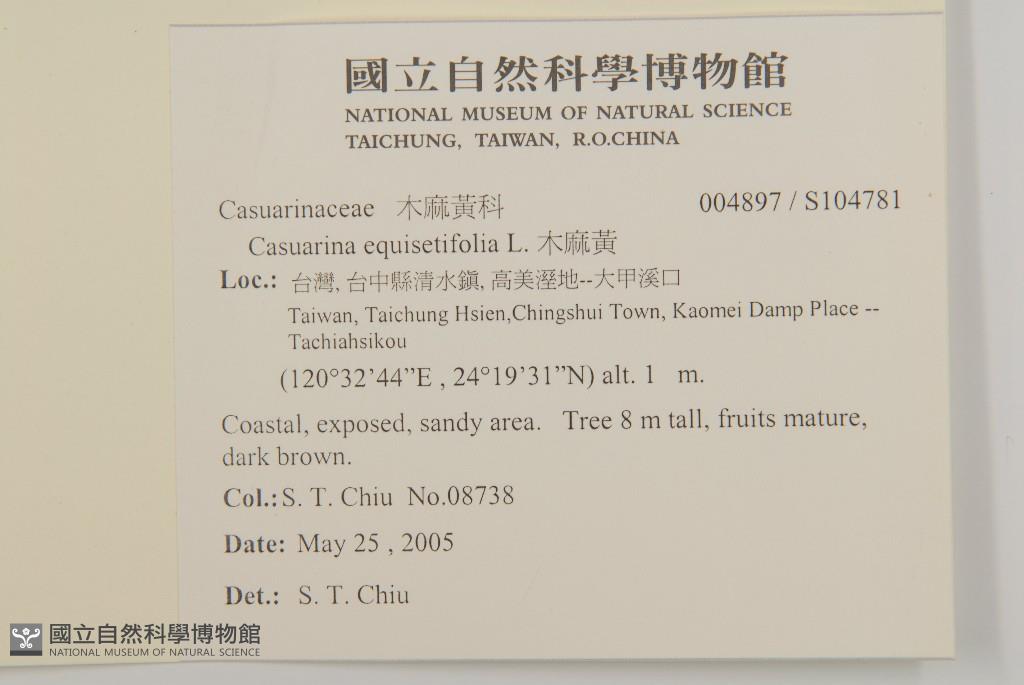 國立自然科學博物館
NATIONAL MUSEUM OF NATURAL SCIENCE
TAICHUNG, TAIWAN, R.O.CHINA
Casuarinaceae 木麻黃科 004897 / S104781
Casuarina equisetifolia L. 木麻黃
Loc.: 台灣, 台中縣清水鎮, 高美溼地--大甲溪口
Taiwan, Taichung Hsien,Chingshui Town, Kaomei Damp Place --
Tachiahsikou
(120°32’44”E , 24°19’31”N) alt. 1 m.
Coastal, exposed, sandy area. Tree 8 m tall, fruits mature,
dark brown.
Col.: S. T. Chiu No.08738
Date: May 25 , 2005
Det.: S. T. Chiu
國立自然科學博物館
NATIONAL MUSEUM OF NATURAL SCIENCE